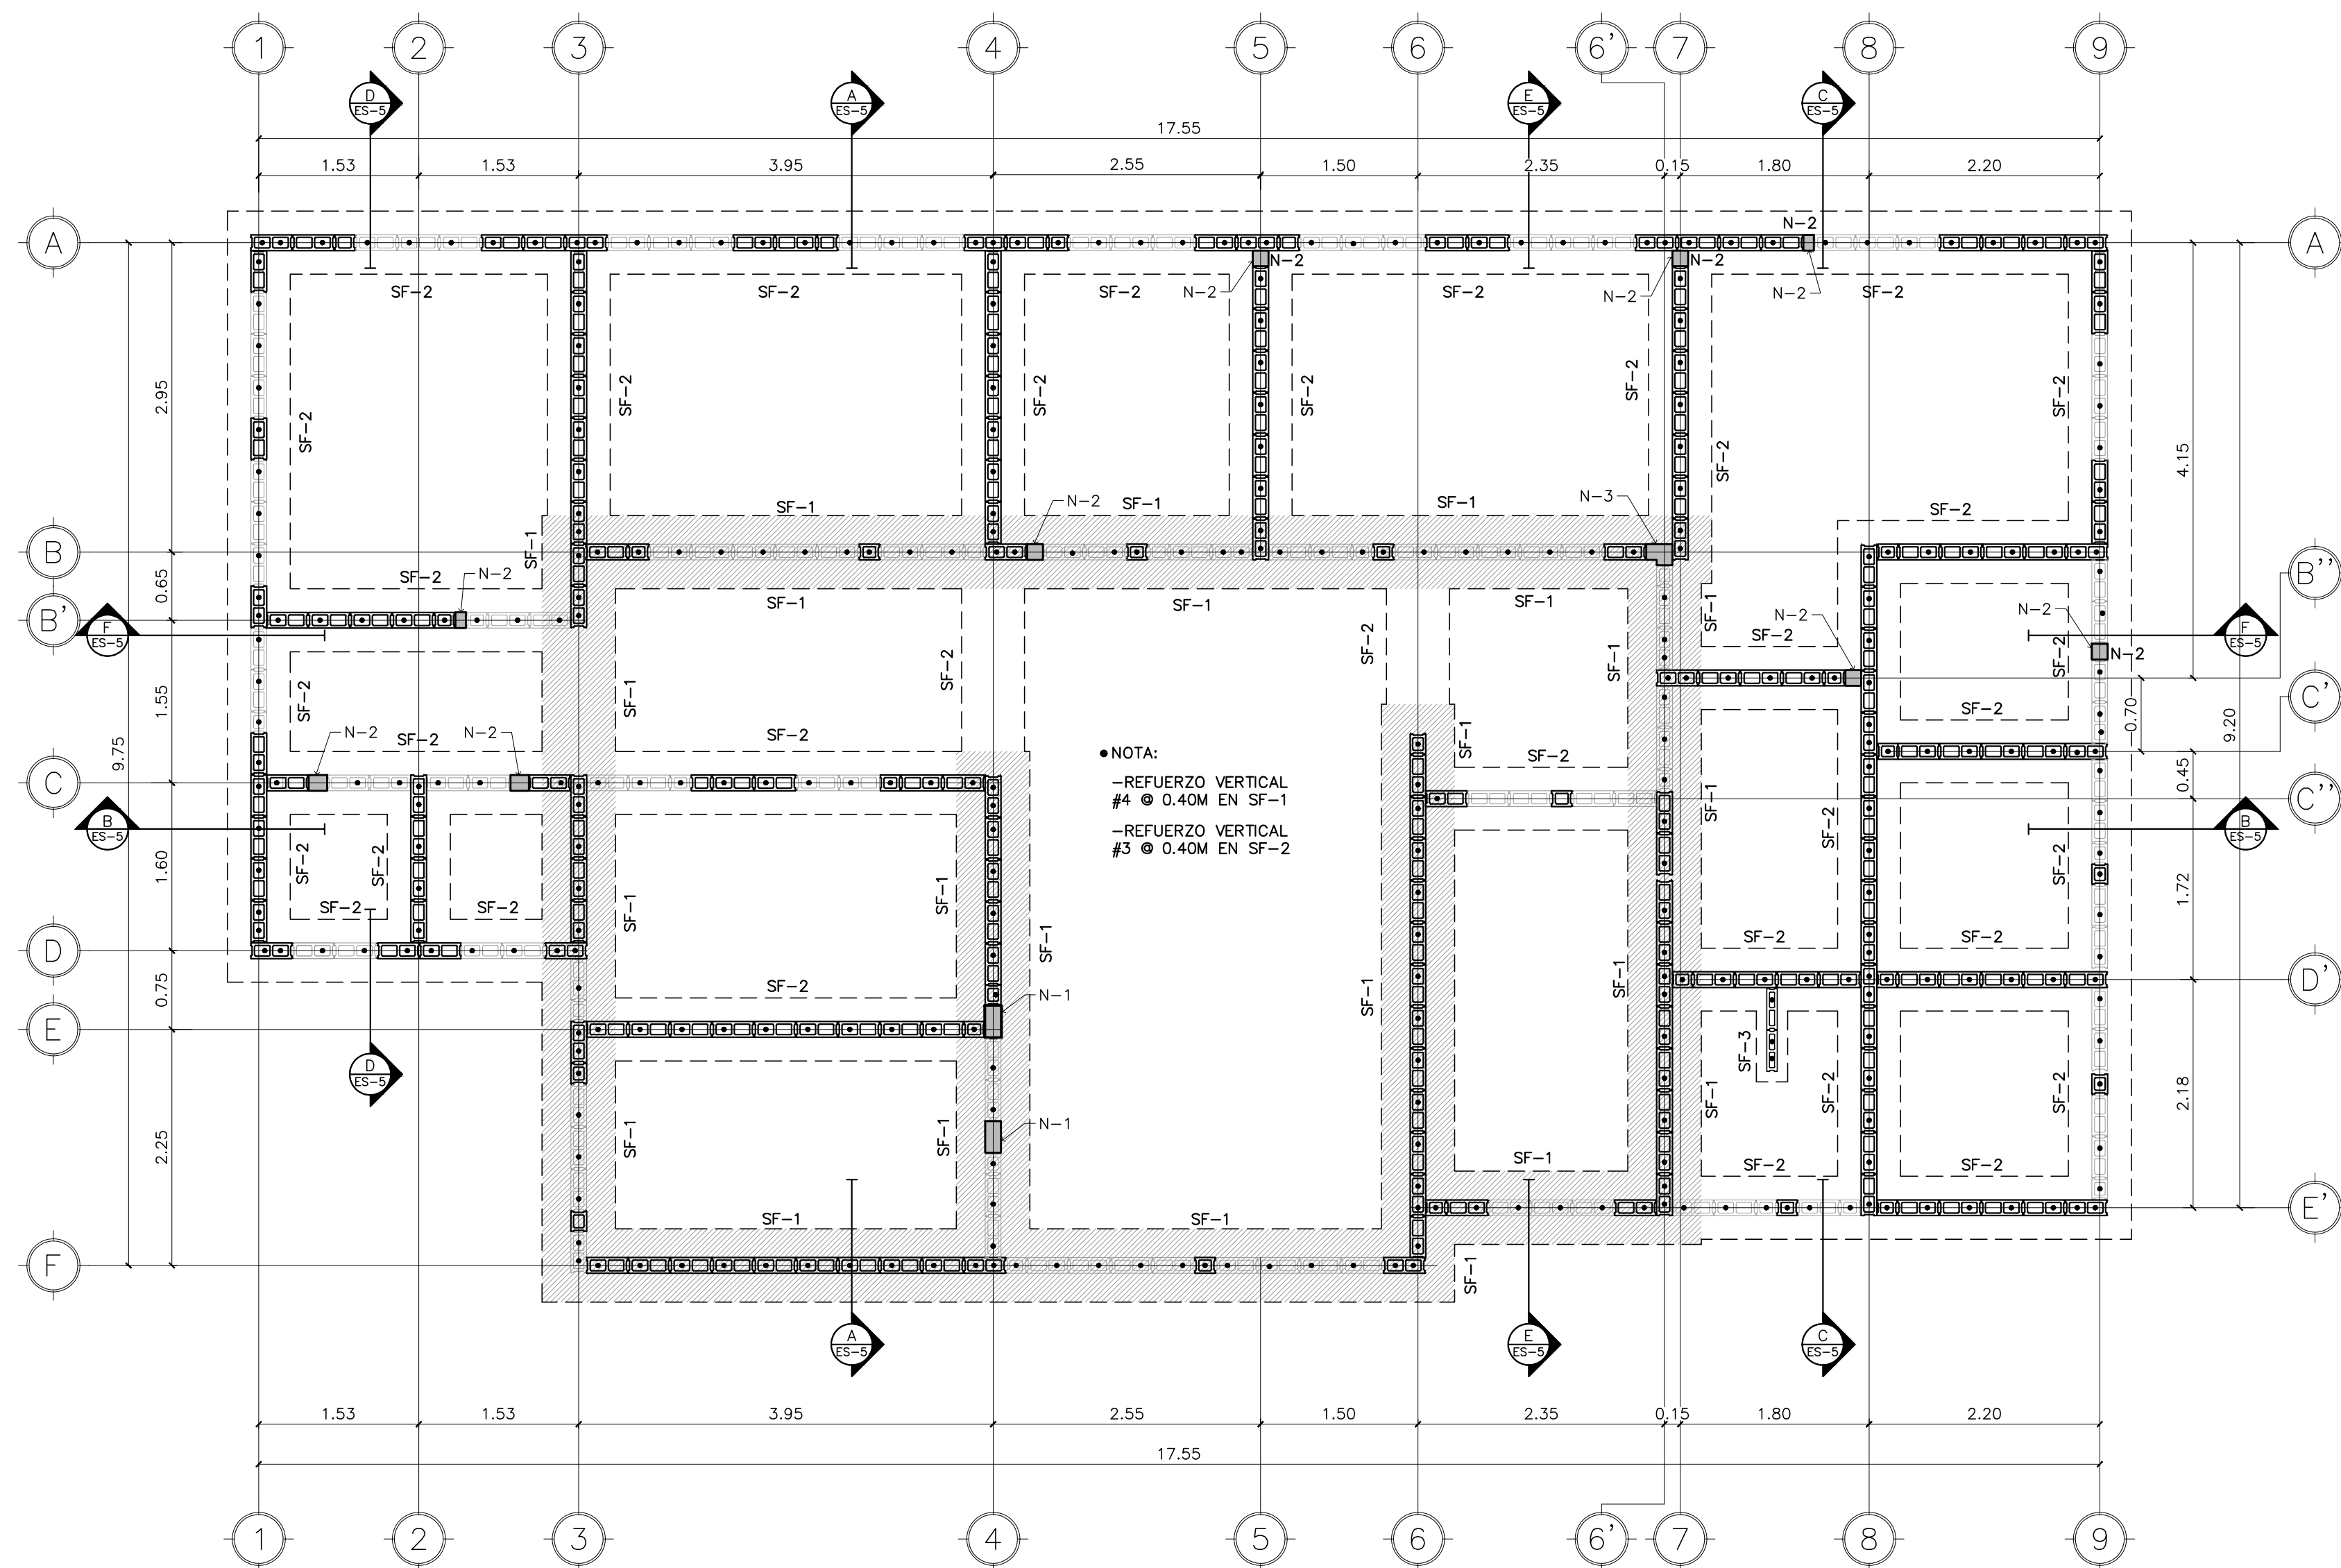 1 2 3 4 5 6 6' 7 8 9
D ES-5
A ES-5
E ES-5
C ES-5
17.55
1.53 1.53 3.95 2.55 1.50 2.35 0.15 1.80 2.20
N-2
A A
N-2 N-2
SF-2 SF-2 SF-2 N-2 SF-2 N-2 N-2 SF-2
2.95
SF-2 SF-2 SF-2 SF-2 SF-2 SF-2 SF-2 SF-2
4.15
SF-1 N-2 SF-1 SF-1 N-3 SF-2
B
SF-1
0.65
SF-2 N-2
B''
B'
SF-1 SF-1 SF-1 SF-1 N-2 N-2
F ES-5
SF-2 SF-2 SF-2 SF-1 SF-2 SF-2 N-2
F ES-5
1.55
SF-2 SF-1
C'
0.70
9.20
9.75
N-2 SF-2 N-2 SF-2 SF-1 SF-2 SF-2
●NOTA:
C
-REFUERZO VERTICAL
#4 @ 0.40M EN SF-1
0.45
C''
SF-1 SF-2
B ES-5
-REFUERZO VERTICAL
#3 @ 0.40M EN SF-2
B ES-5
1.60
SF-2 SF-2 SF-1 SF-1 SF-2
1.72
SF-2 SF-2
SF-1 SF-2 SF-2
D
0.75
SF-2 N-1 SF-1 SF-1
D'
E
SF-3
D ES-5
2.25
SF-1 SF-1 N-1 SF-1 SF-2 SF-2
2.18
SF-1 SF-2 SF-2
SF-1 SF-1
E'
F
SF-1
A ES-5
E ES-5
C ES-5
1.53 1.53 3.95 2.55 1.50 2.35 0.15 1.80 2.20
17.55
1 2 3 4 5 6 6' 7 8 9